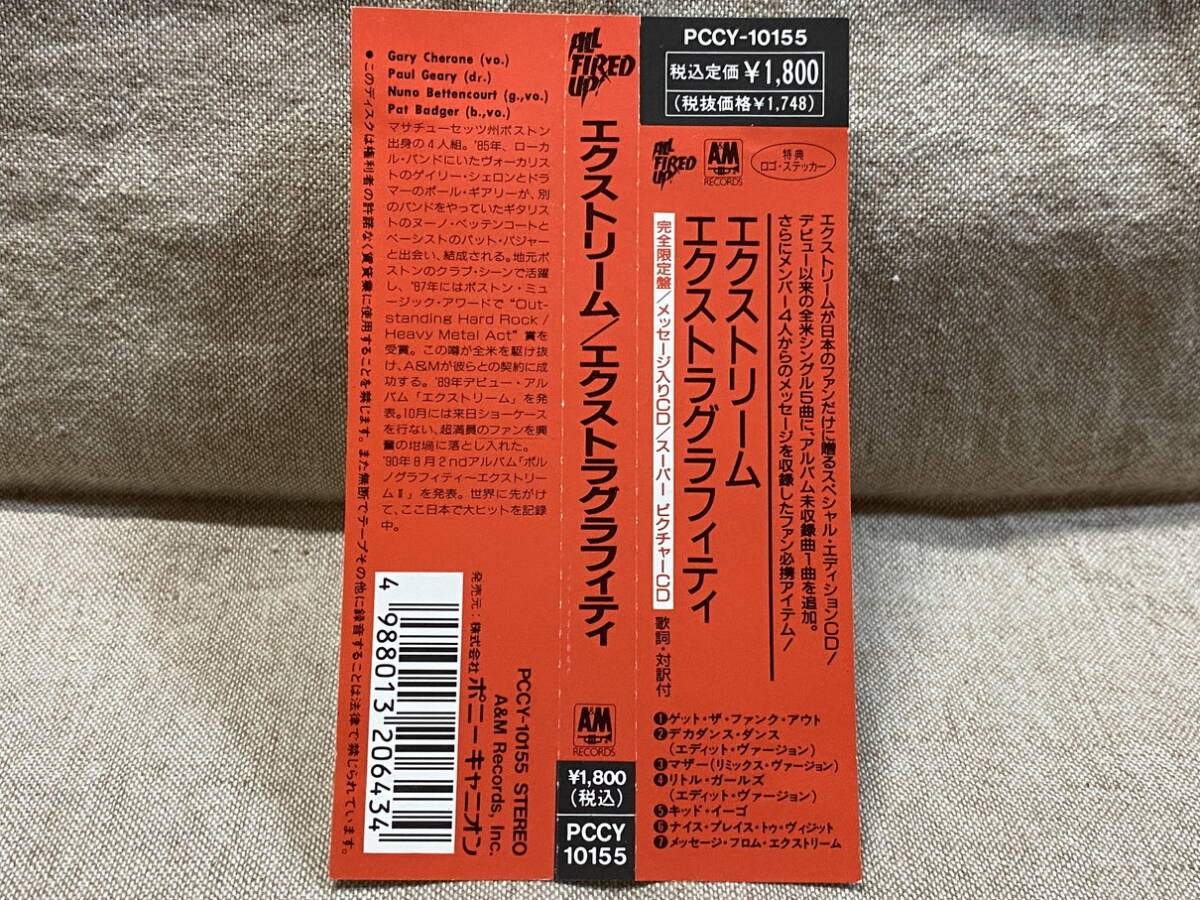 PCCY-10155
税込定価 ¥1,800
(税抜価格¥1,748)
ALL FIRED UP!
A&M RECORDS
特典
ロゴ・ステッカー
エクストリームが日本のファンだけに贈るスペシャル・エディションCD!
デビュー以来の全米シングル5曲に、アルバム未収録曲1曲を追加。
さらにメンバー4人からのメッセージを収録したファン必携アイテム!
エクストリーム
エクストラグラフィティ
完全限定盤/メッセージ入りCD/スーパー ピクチャーCD
歌詞・対訳付
❶ゲット・ザ・ファンク・アウト
❷デカダンス・ダンス
(エディット・ヴァージョン)
❸マザー(リミックス・ヴァージョン)
❹リトル・ガールズ
(エディット・ヴァージョン)
❺キッド・イーゴ
❻ナイス・プレイス・トゥ・ヴィジット
❼メッセージ・フロム・エクストリーム
ALL FIRED UP!
エクストリーム/エクストラグラフィティ
A&M RECORDS
¥1,800
(税込)
PCCY
10155
Gary Cherone (vo.)
Paul Geary (dr.)
Nuno Bettencourt (g.,vo.)
Pat Badger (b.,vo.)
マサチューセッツ州ボストン
出身の4人組。'85年、ローカ
ル・バンドにいたヴォーカリス
トのゲイリー・シェロンとドラ
マーのポール・ギアリーが、別
のバンドをやっていたギタリス
トのヌーノ・ベッテンコートと
ベーシストのパット・バジャー
と出会い、結成される。地元ボ
ストンのクラブ・シーンで活躍
し、'87年にはボストン・ミュ
ージック・アワードで “Out-
standing Hard Rock /
Heavy Metal Act” 賞を
受賞。この噂が全米を駆け抜
け、A&Mが彼らとの契約に成
功する。'89年デビュー・アル
バム「エクストリーム」を発
表。10月には来日ショーケース
を行ない、超満員のファンを興
奮の坩堝に落とし入れた。
'90年8月2ndアルバム「ポル
ノグラフィティ〜エクストリー
ムⅡ」を発表。世界に先がけ
て、ここ日本で大ヒットを記録
中。
●このディスクは権利者の許諾なく賃貸業に使用することを禁じます。また無断でテープその他に録音することは法律で禁じられています。
PCCY-10155 STEREO
A&M Records, Inc.
発売元:株式会社ポニーキャニオン
4 988013 206434